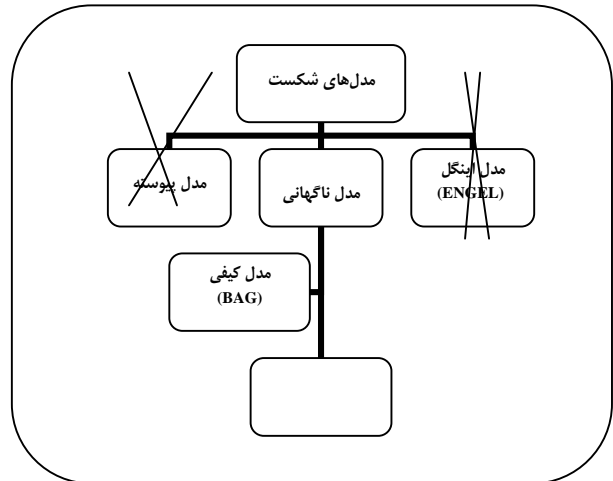 مدل‌های شکست
مدل اینگل
(ENGEL)
مدل ناگهانی
مدل پیوسته
مدل کیفی
(BAG)